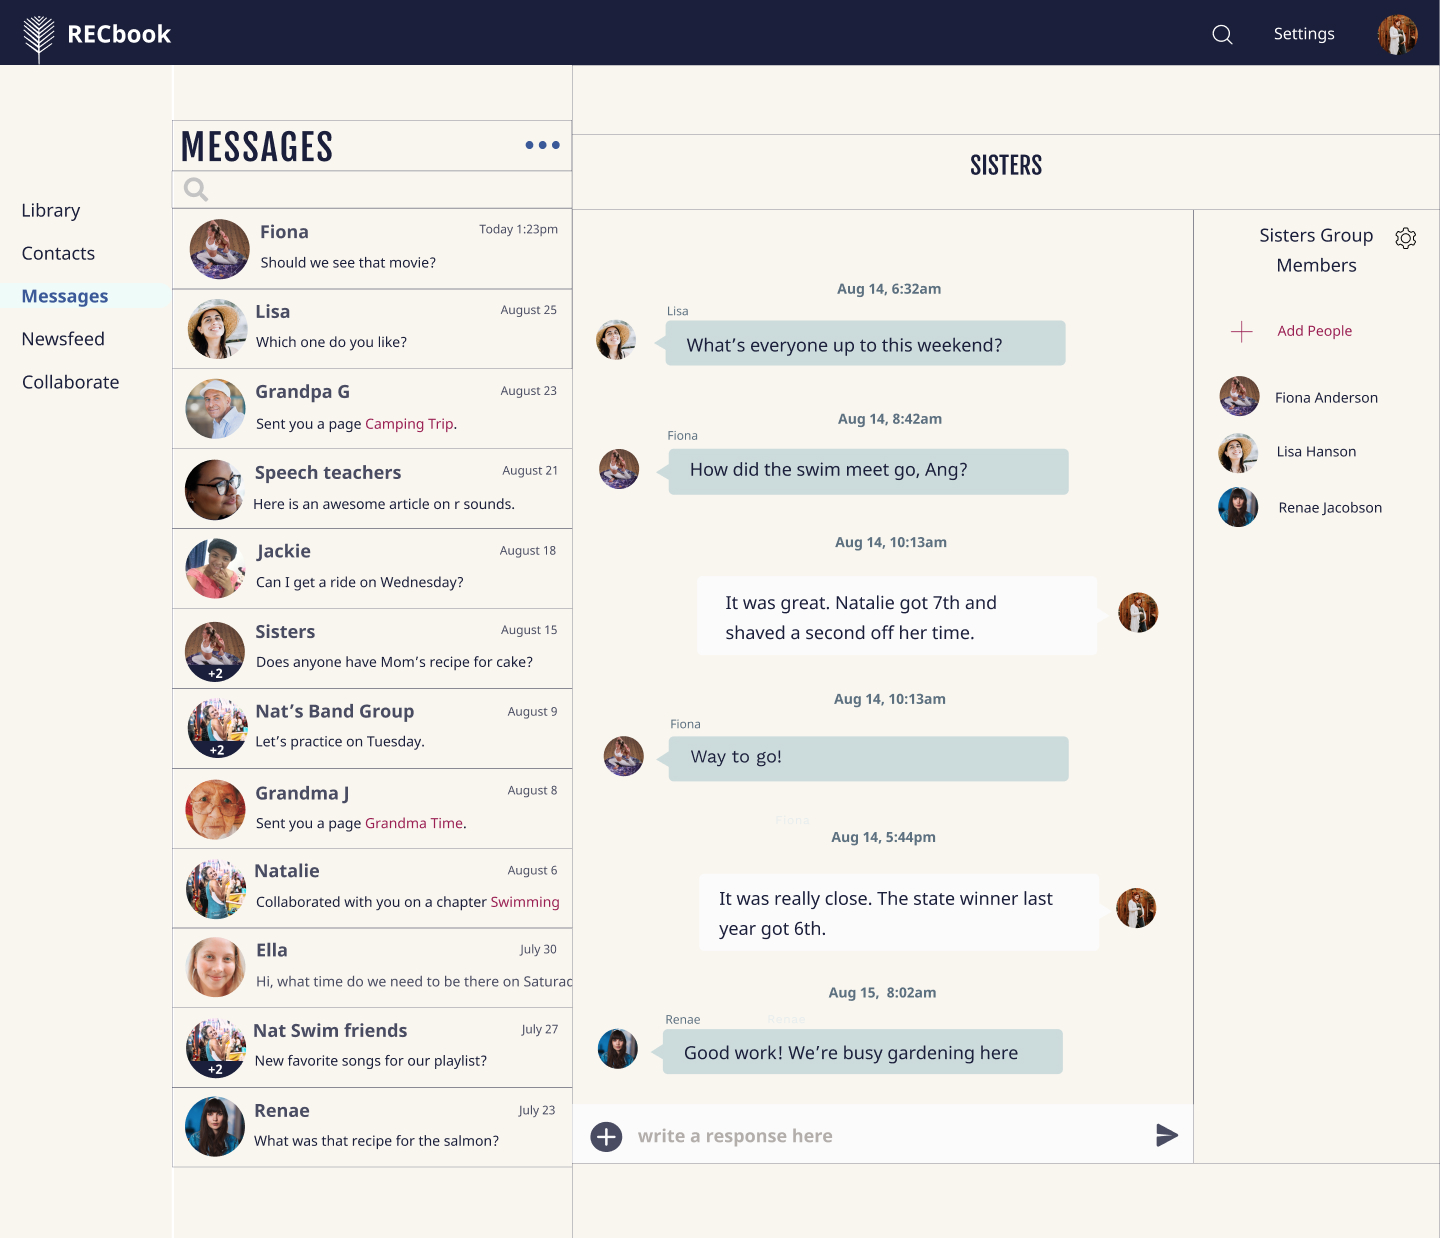 RECbook
Settings
Library
Contacts
Messages
Newsfeed
Collaborate
MESSAGES
Fiona
Today 1:23pm
Should we see that movie?
Lisa
August 25
Which one do you like?
Grandpa G
August 23
Sent you a page Camping Trip.
Speech teachers
August 21
Here is an awesome article on r sounds.
Jackie
August 18
Can I get a ride on Wednesday?
Sisters
August 15
Does anyone have Mom’s recipe for cake?
+2
Nat’s Band Group
August 9
Let’s practice on Tuesday.
+2
Grandma J
August 8
Sent you a page Grandma Time.
Natalie
August 6
Collaborated with you on a chapter Swimming
Ella
July 30
Hi, what time do we need to be there on Saturd
Nat Swim friends
July 27
New favorite songs for our playlist?
+2
Renae
July 23
What was that recipe for the salmon?
SISTERS
Aug 14, 6:32am
Lisa
What’s everyone up to this weekend?
Aug 14, 8:42am
Fiona
How did the swim meet go, Ang?
Aug 14, 10:13am
It was great. Natalie got 7th and
shaved a second off her time.
Aug 14, 10:13am
Fiona
Way to go!
Fiona
Aug 14, 5:44pm
It was really close. The state winner last
year got 6th.
Aug 15,  8:02am
Renae
Renae
Good work! We’re busy gardening here
write a response here
Sisters Group
Members
Add People
Fiona Anderson
Lisa Hanson
Renae Jacobson